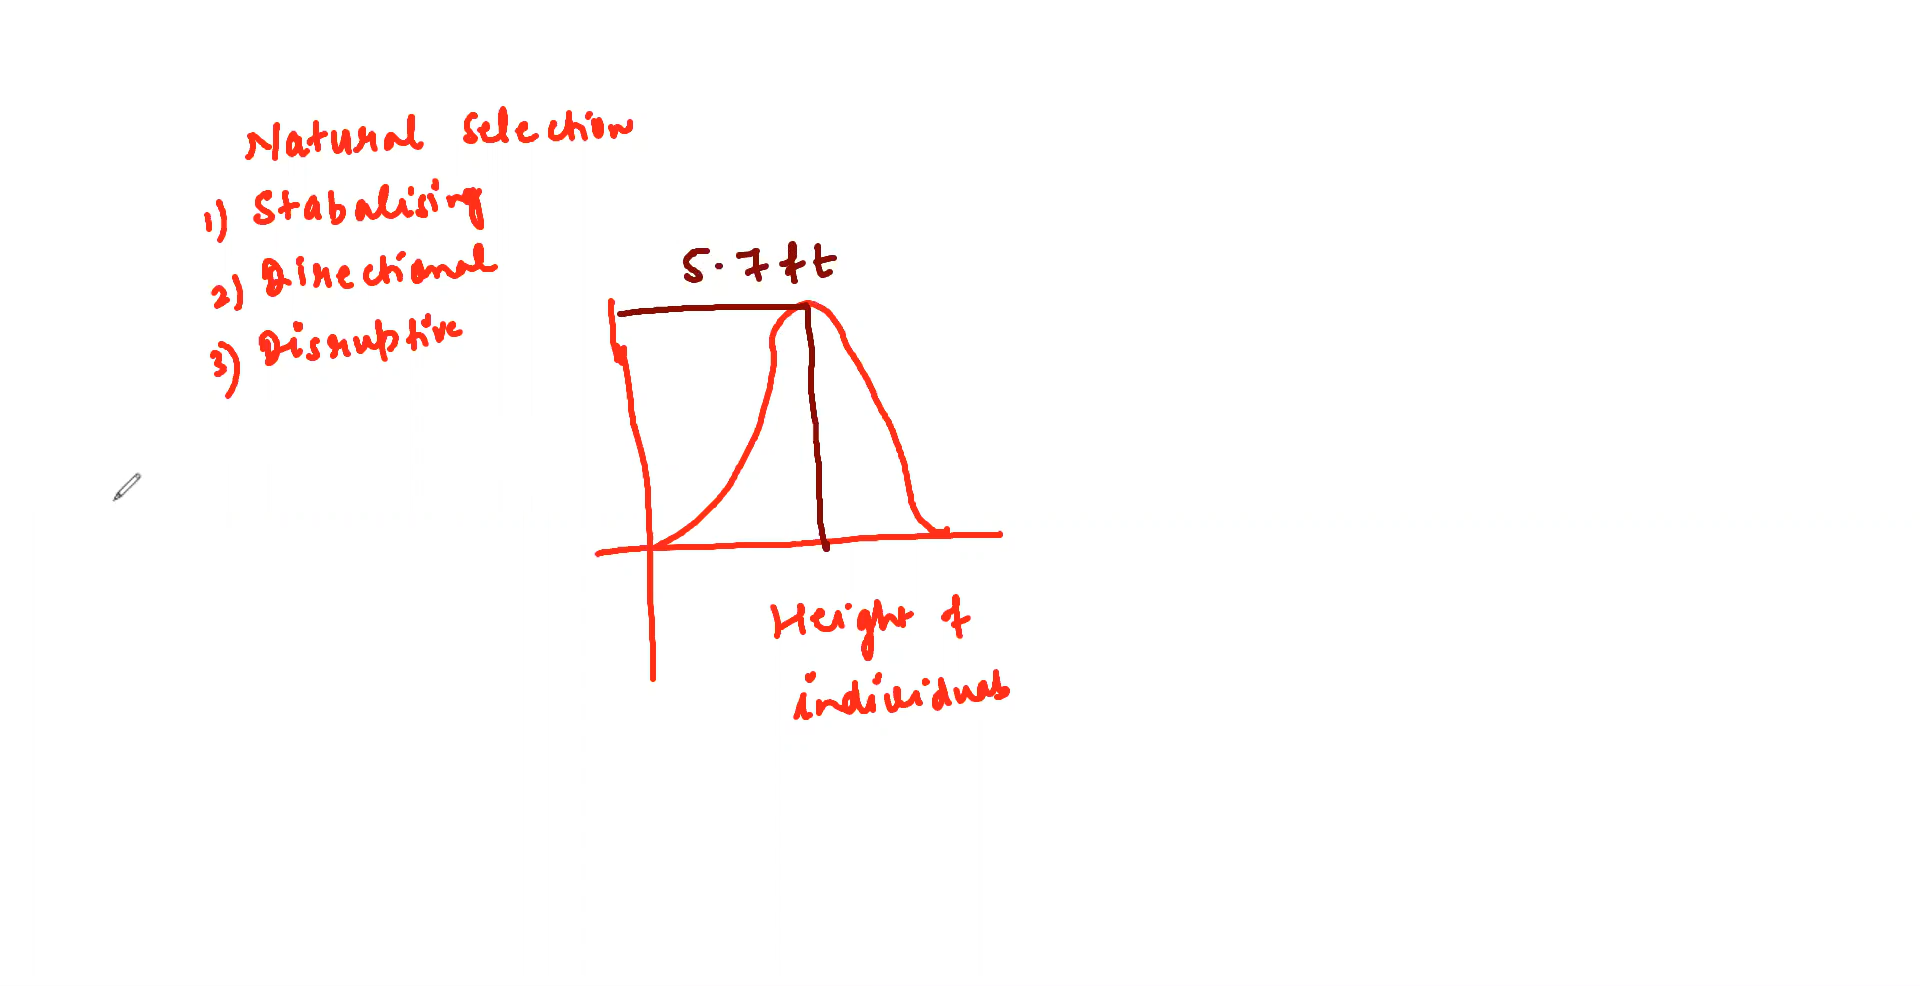 Natural Selection
1) Stabalising
2) Directional
3) Disruptive
5.7ft
Height of
individuals